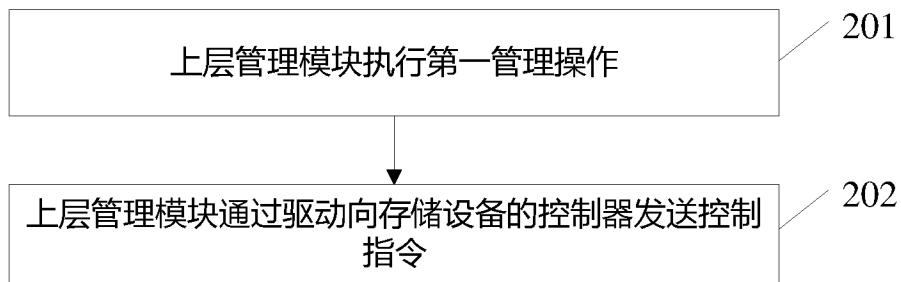 上层管理模块执行第一管理操作
201
上层管理模块通过驱动向存储设备的控制器发送控制
指令
202